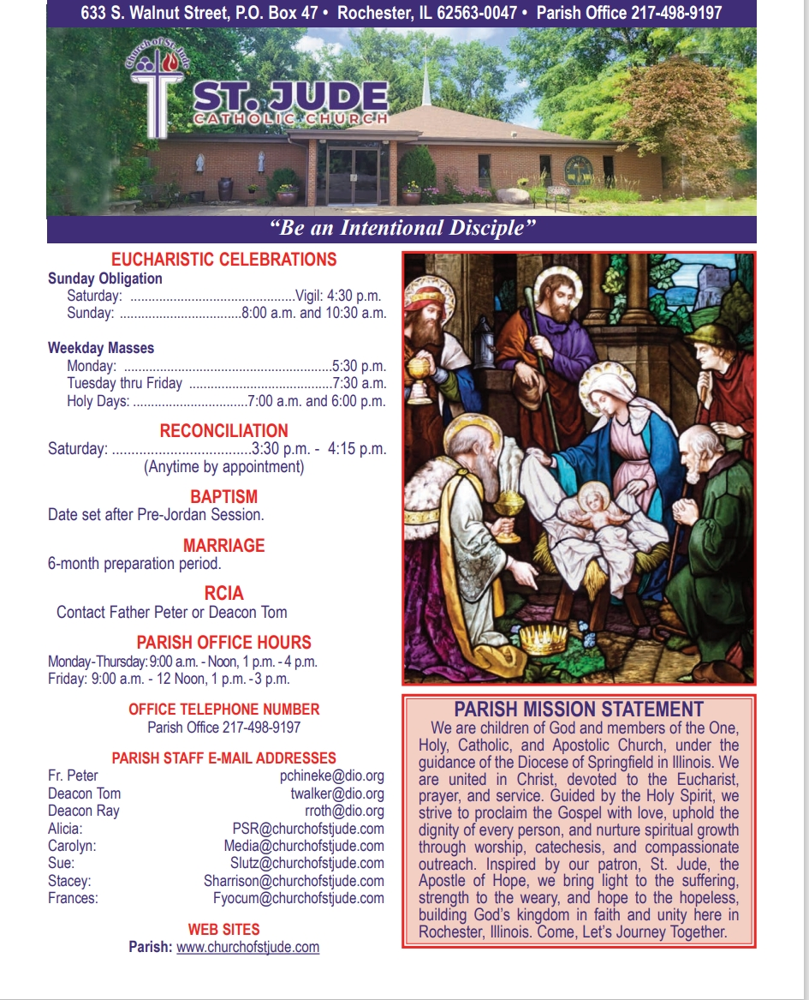 633 S. Walnut Street, P.O. Box 47 • Rochester, IL 62563-0047 • Parish Office 217-498-9197
Church of St. Jude
ST. JUDE
CATHOLIC CHURCH
“Be an Intentional Disciple”
EUCHARISTIC CELEBRATIONS
Sunday Obligation
Saturday: ..............................................Vigil: 4:30 p.m.
Sunday: ..................................8:00 a.m. and 10:30 a.m.
Weekday Masses
Monday: ..........................................................5:30 p.m.
Tuesday thru Friday ........................................7:30 a.m.
Holy Days: ................................7:00 a.m. and 6:00 p.m.
RECONCILIATION
Saturday: ...................................3:30 p.m. - 4:15 p.m.
(Anytime by appointment)
BAPTISM
Date set after Pre-Jordan Session.
MARRIAGE
6-month preparation period.
RCIA
Contact Father Peter or Deacon Tom
PARISH OFFICE HOURS
Monday-Thursday: 9:00 a.m. - Noon, 1 p.m. - 4 p.m.
Friday: 9:00 a.m. - 12 Noon, 1 p.m. - 3 p.m.
OFFICE TELEPHONE NUMBER
Parish Office 217-498-9197
PARISH STAFF E-MAIL ADDRESSES
Fr. Peter pchineke@dio.org
Deacon Tom twalker@dio.org
Deacon Ray rroth@dio.org
Alicia: PSR@churchofstjude.com
Carolyn: Media@churchofstjude.com
Sue: Slutz@churchofstjude.com
Stacey: Sharrison@churchofstjude.com
Frances: Fyocum@churchofstjude.com
WEB SITES
Parish: www.churchofstjude.com
PARISH MISSION STATEMENT
We are children of God and members of the One,
Holy, Catholic, and Apostolic Church, under the
guidance of the Diocese of Springfield in Illinois. We
are united in Christ, devoted to the Eucharist,
prayer, and service. Guided by the Holy Spirit, we
strive to proclaim the Gospel with love, uphold the
dignity of every person, and nurture spiritual growth
through worship, catechesis, and compassionate
outreach. Inspired by our patron, St. Jude, the
Apostle of Hope, we bring light to the suffering,
strength to the weary, and hope to the hopeless,
building God’s kingdom in faith and unity here in
Rochester, Illinois. Come, Let’s Journey Together.